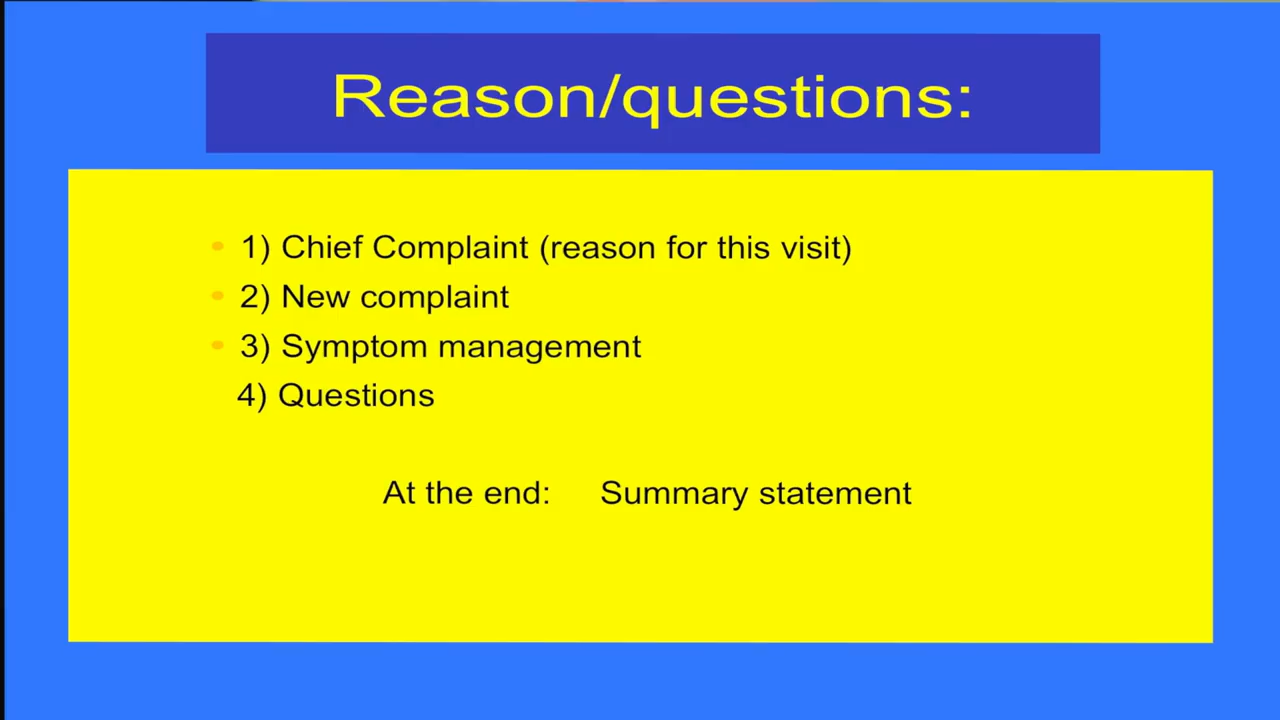 Reason/questions:
• 1) Chief Complaint (reason for this visit)
• 2) New complaint
• 3) Symptom management
4) Questions
At the end: Summary statement